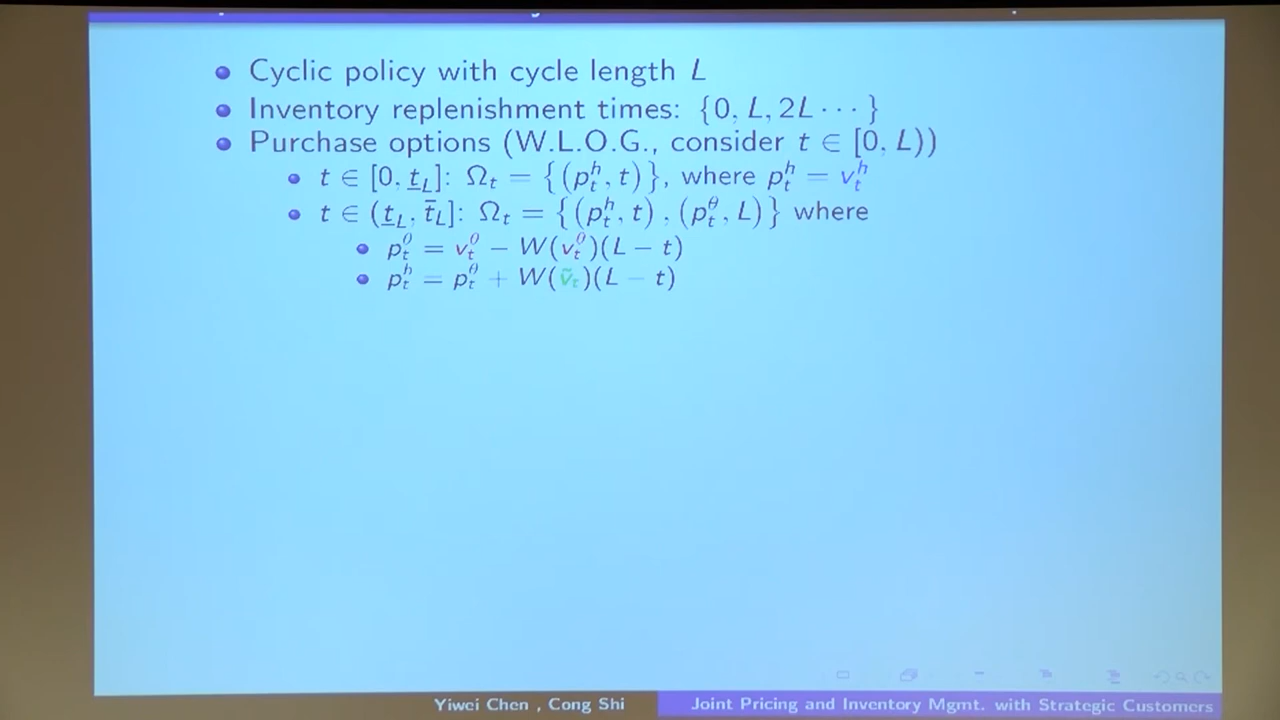 • Cyclic policy with cycle length L
• Inventory replenishment times: {0, L, 2L ⋯ }
• Purchase options (W.L.O.G., consider t ∈ [0, L))
• t ∈ [0, t̲_L]: Ω_t = {(p_t^h, t)}, where p_t^h = v_t^h
• t ∈ (t̲_L, t̄_L]: Ω_t = {(p_t^h, t) , (p_t^θ, L)} where
• p_t^θ = v_t^θ − W(v_t^θ)(L − t)
• p_t^h = p_t^θ + W(ṽ_t)(L − t)
Yiwei Chen , Cong Shi
Joint Pricing and Inventory Mgmt. with Strategic Customers